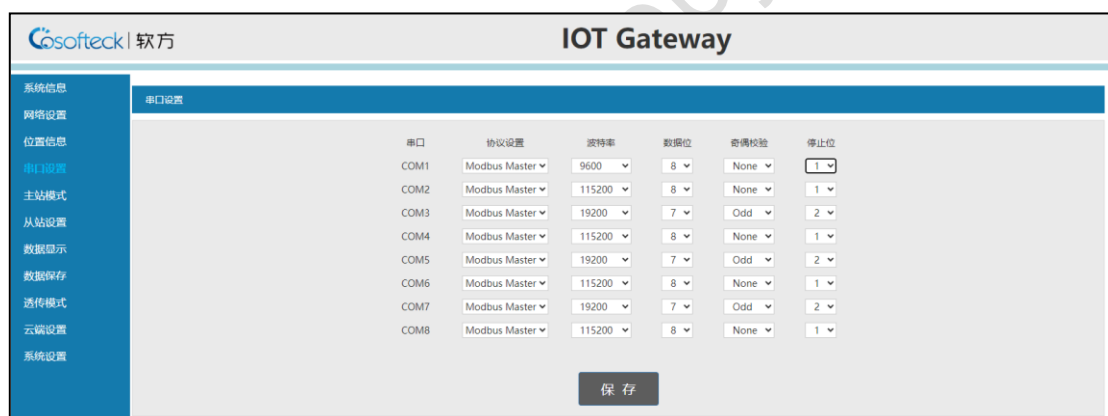 Cosofteck 软方
IOT Gateway
系统信息
网络设置
位置信息
串口设置
主站模式
从站设置
数据显示
数据保存
透传模式
云端设置
系统设置
串口设置
串口 协议设置 波特率 数据位 奇偶校验 停止位
COM1 Modbus Master 9600 8 None 1
COM2 Modbus Master 115200 8 None 1
COM3 Modbus Master 19200 7 Odd 2
COM4 Modbus Master 115200 8 None 1
COM5 Modbus Master 19200 7 Odd 2
COM6 Modbus Master 115200 8 None 1
COM7 Modbus Master 19200 7 Odd 2
COM8 Modbus Master 115200 8 None 1
保 存